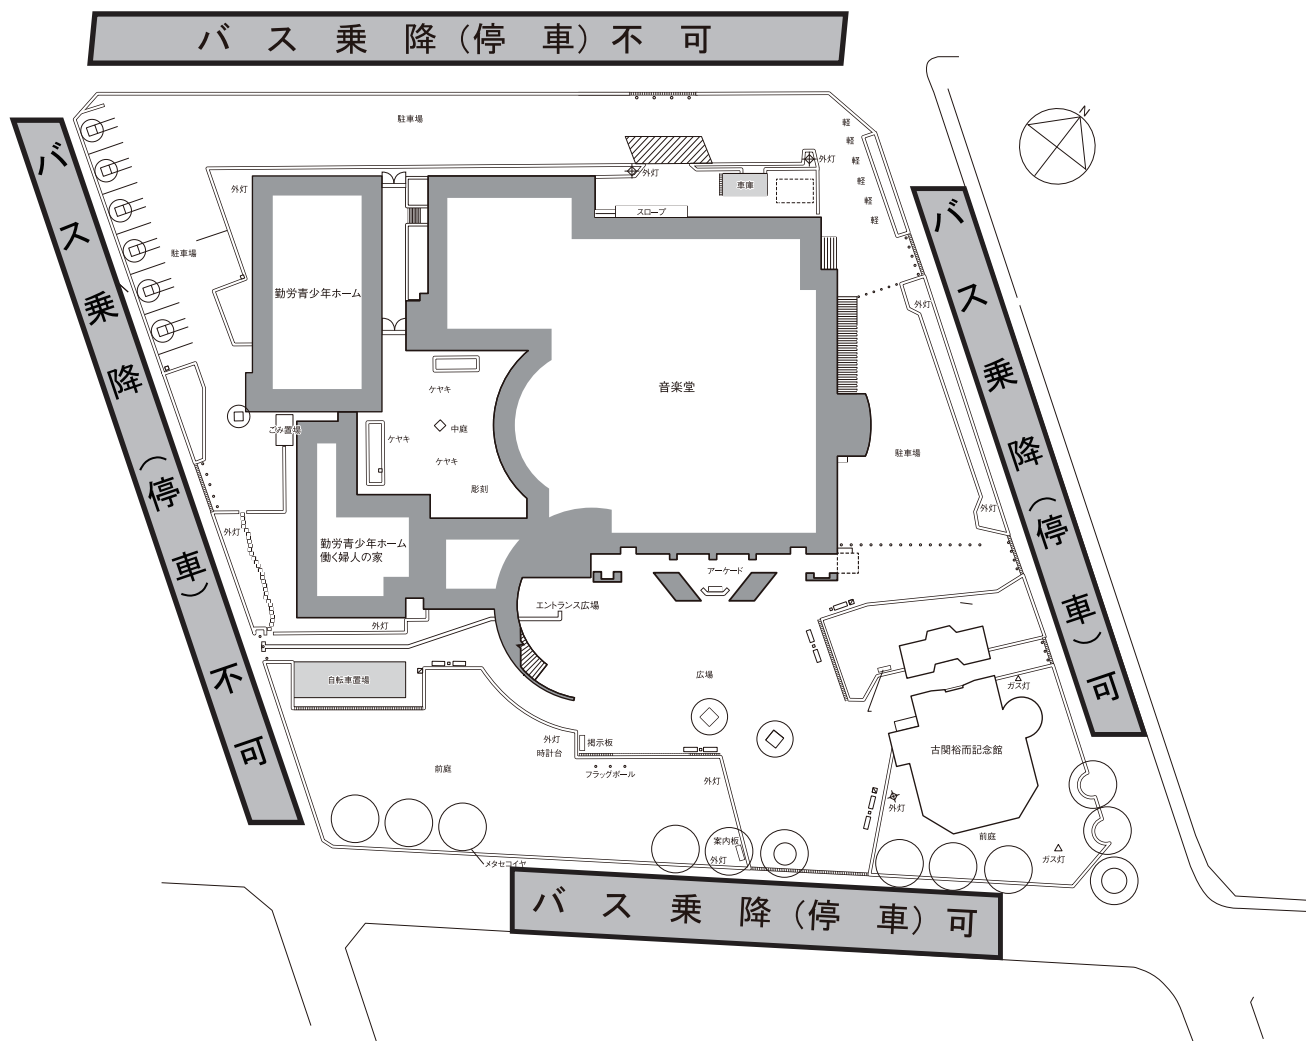 バス乗降(停車)不可
N
駐車場
軽
軽
軽
軽
軽
軽
外灯
外灯
外灯
車庫
スロープ
駐車場
勤労青少年ホーム
外灯
音楽堂
ケヤキ
中庭
ケヤキ
ケヤキ
彫刻
ごみ置場
駐車場
外灯
外灯
勤労青少年ホーム
働く婦人の家
アーケード
エントランス広場
外灯
自転車置場
広場
ガス灯
外灯
時計台
掲示板
フラッグポール
外灯
古関裕而記念館
前庭
外灯
前庭
案内板
外灯
ガス灯
メタセコイヤ
バス乗降(停車)不可
バス乗降(停車)可
バス乗降(停車)可